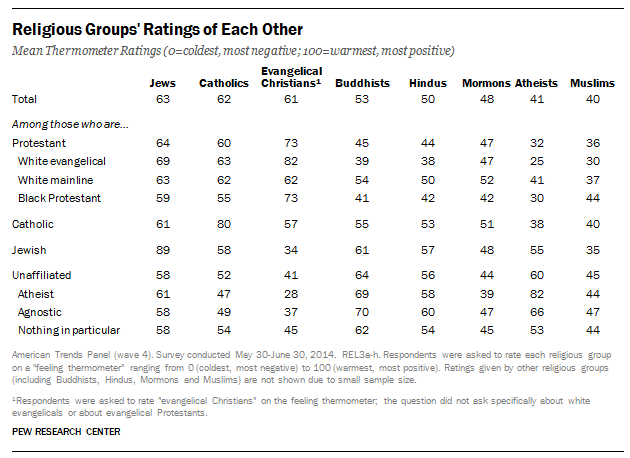 Religious Groups' Ratings of Each Other
Mean Thermometer Ratings (0=coldest, most negative; 100=warmest, most positive)
Jews Catholics Evangelical Christians¹ Buddhists Hindus Mormons Atheists Muslims
Total 63 62 61 53 50 48 41 40
Among those who are...
Protestant 64 60 73 45 44 47 32 36
White evangelical 69 63 82 39 38 47 25 30
White mainline 63 62 62 54 50 52 41 37
Black Protestant 59 55 73 41 42 42 30 44
Catholic 61 80 57 55 53 51 38 40
Jewish 89 58 34 61 57 48 55 35
Unaffiliated 58 52 41 64 56 44 60 45
Atheist 61 47 28 69 58 39 82 44
Agnostic 58 49 37 70 60 47 66 47
Nothing in particular 58 54 45 62 54 45 53 44
American Trends Panel (wave 4). Survey conducted May 30-June 30, 2014. REL3a-h. Respondents were asked to rate each religious group
on a "feeling thermometer" ranging from 0 (coldest, most negative) to 100 (warmest, most positive). Ratings given by other religious groups
(including Buddhists, Hindus, Mormons and Muslims) are not shown due to small sample size.
¹Respondents were asked to rate "evangelical Christians" on the feeling thermometer; the question did not ask specifically about white
evangelicals or about evangelical Protestants.
PEW RESEARCH CENTER